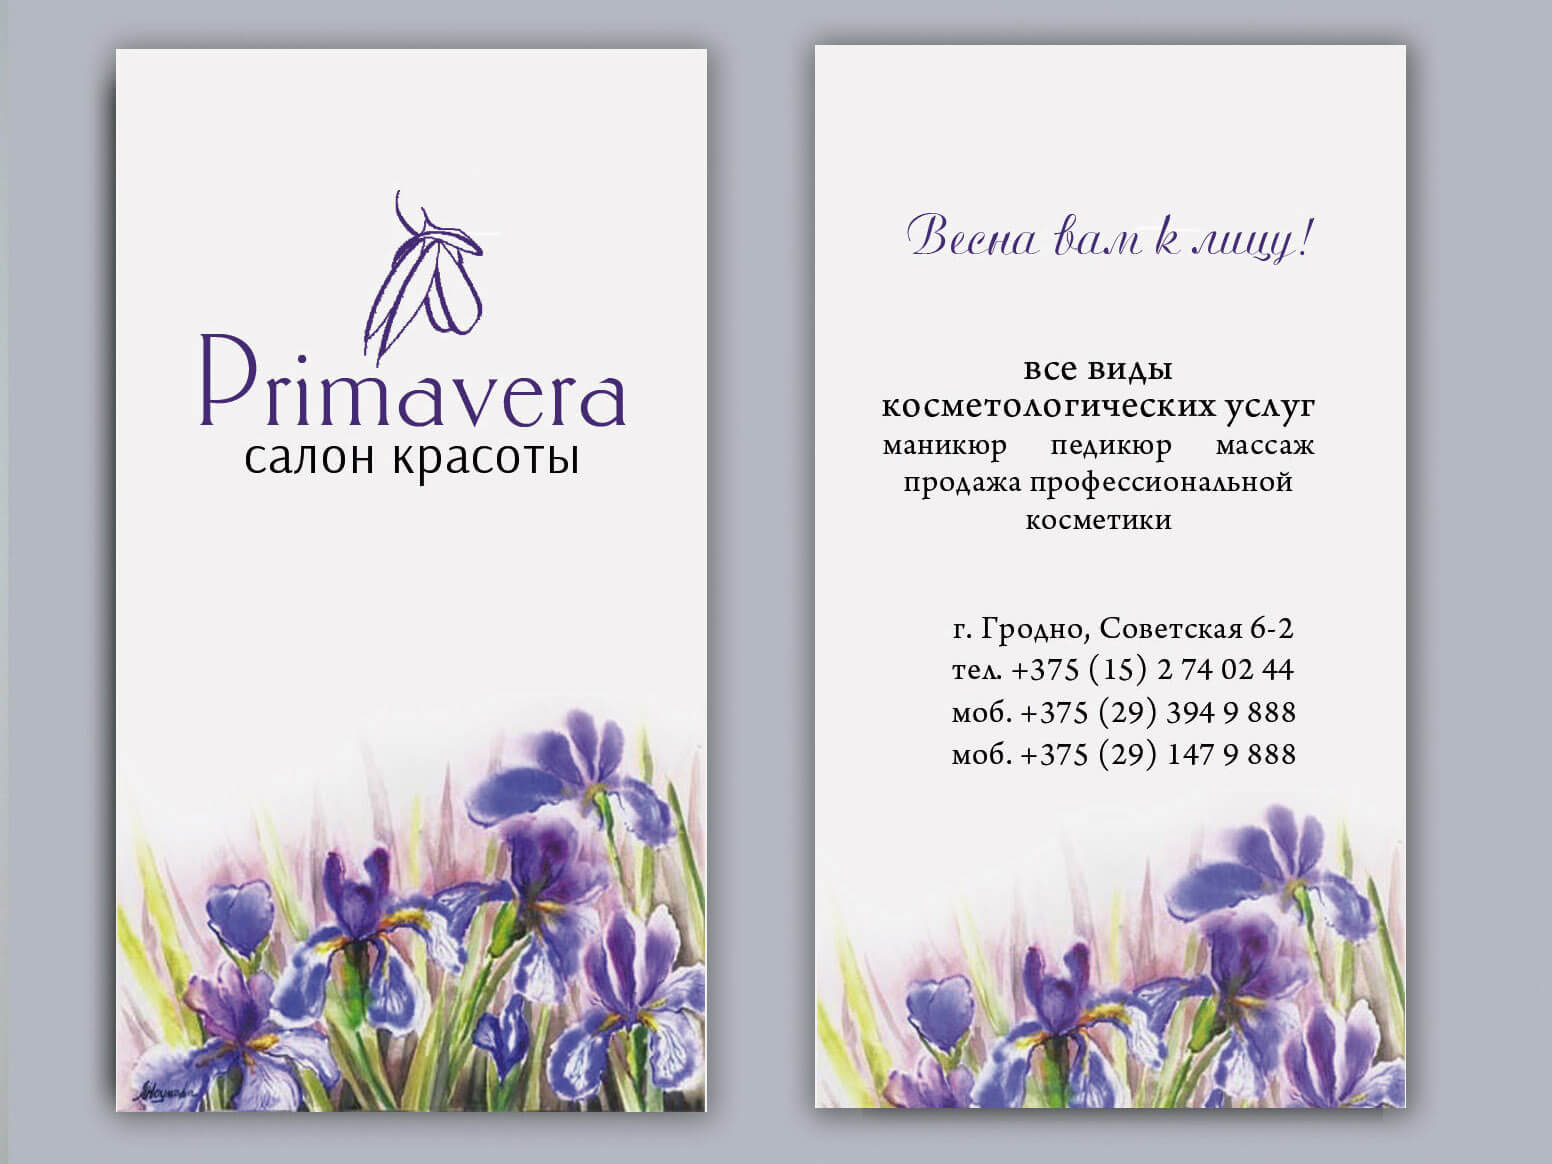 Primavera
салон красоты
Весна вам к лицу!
все виды
косметологических услуг
маникюр педикюр массаж
продажа профессиональной
косметики
г. Гродно, Советская 6-2
тел. +375 (15) 2 74 02 44
моб. +375 (29) 394 9 888
моб. +375 (29) 147 9 888